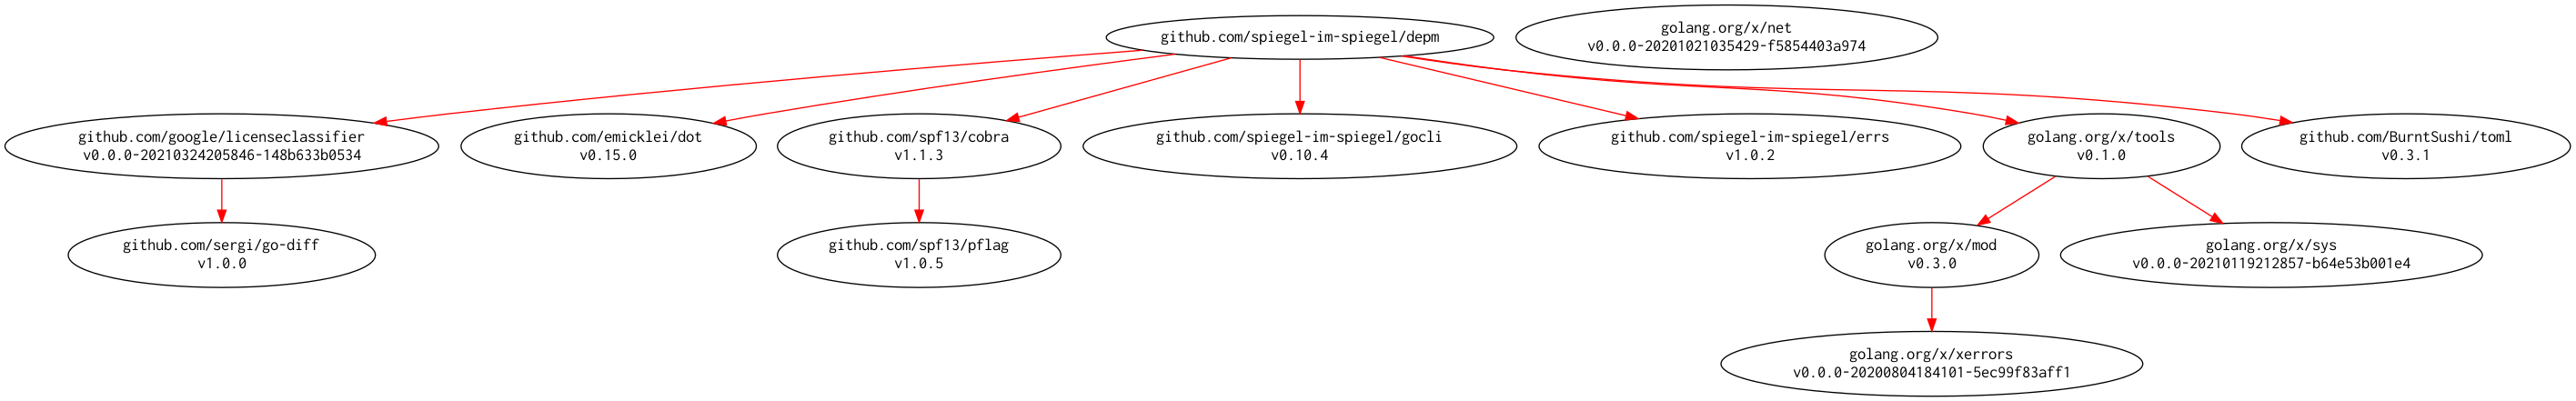 github.com/spiegel-im-spiegel/depm
golang.org/x/net
v0.0.0-20201021035429-f5854403a974
github.com/google/licenseclassifier
v0.0.0-20210324205846-148b633b0534
github.com/emicklei/dot
v0.15.0
github.com/spf13/cobra
v1.1.3
github.com/spiegel-im-spiegel/gocli
v0.10.4
github.com/spiegel-im-spiegel/errs
v1.0.2
golang.org/x/tools
v0.1.0
github.com/BurntSushi/toml
v0.3.1
github.com/sergi/go-diff
v1.0.0
github.com/spf13/pflag
v1.0.5
golang.org/x/mod
v0.3.0
golang.org/x/sys
v0.0.0-20210119212857-b64e53b001e4
golang.org/x/xerrors
v0.0.0-20200804184101-5ec99f83aff1